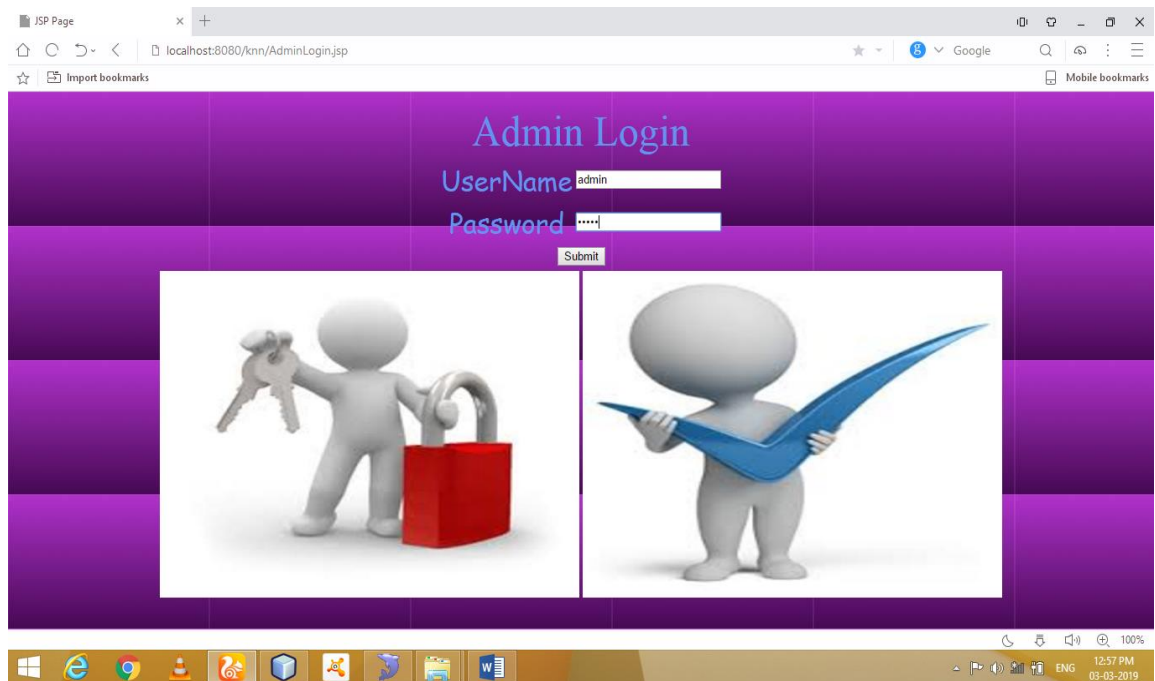 JSP Page
localhost:8080/knn/AdminLogin.jsp
Google
Import bookmarks
Mobile bookmarks
Admin Login
UserName admin
Password •••••
Submit
100%
ENG
12:57 PM
03-03-2019